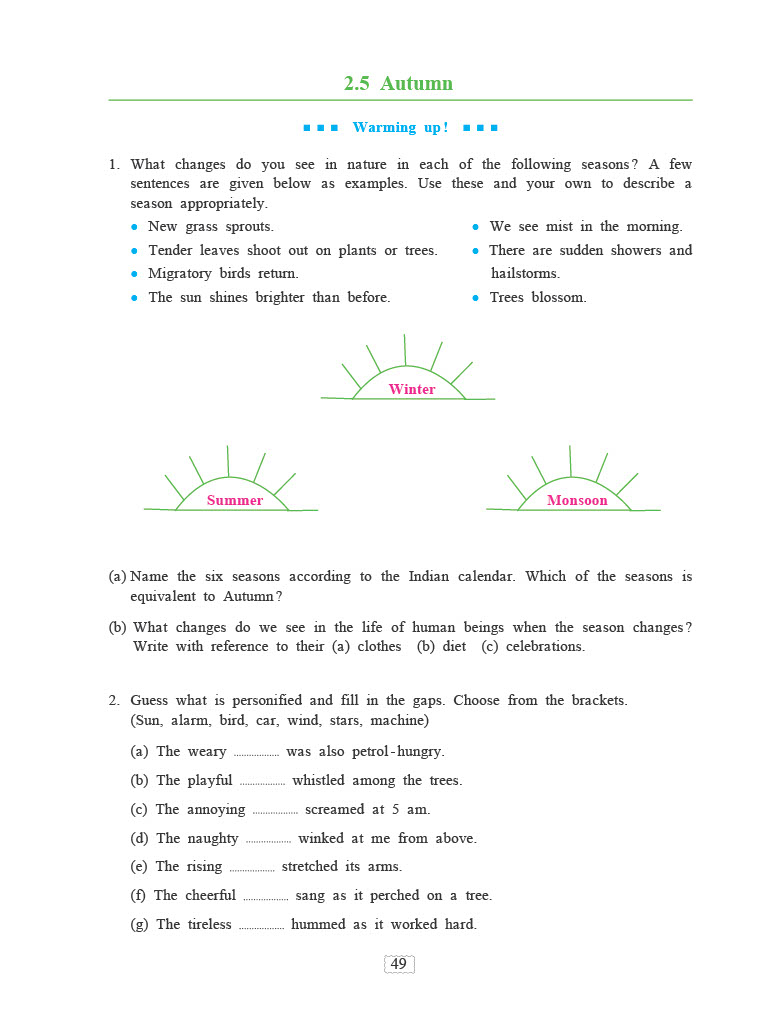 2.5 Autumn
Warming up!
1. What changes do you see in nature in each of the following seasons? A few
sentences are given below as examples. Use these and your own to describe a
season appropriately.
• New grass sprouts.
• Tender leaves shoot out on plants or trees.
• Migratory birds return.
• The sun shines brighter than before.
• We see mist in the morning.
• There are sudden showers and
hailstorms.
• Trees blossom.
Winter
Summer
Monsoon
(a) Name the six seasons according to the Indian calendar. Which of the seasons is
equivalent to Autumn?
(b) What changes do we see in the life of human beings when the season changes?
Write with reference to their (a) clothes (b) diet (c) celebrations.
2. Guess what is personified and fill in the gaps. Choose from the brackets.
(Sun, alarm, bird, car, wind, stars, machine)
(a) The weary .................. was also petrol-hungry.
(b) The playful .................. whistled among the trees.
(c) The annoying .................. screamed at 5 am.
(d) The naughty .................. winked at me from above.
(e) The rising .................. stretched its arms.
(f) The cheerful .................. sang as it perched on a tree.
(g) The tireless .................. hummed as it worked hard.
49